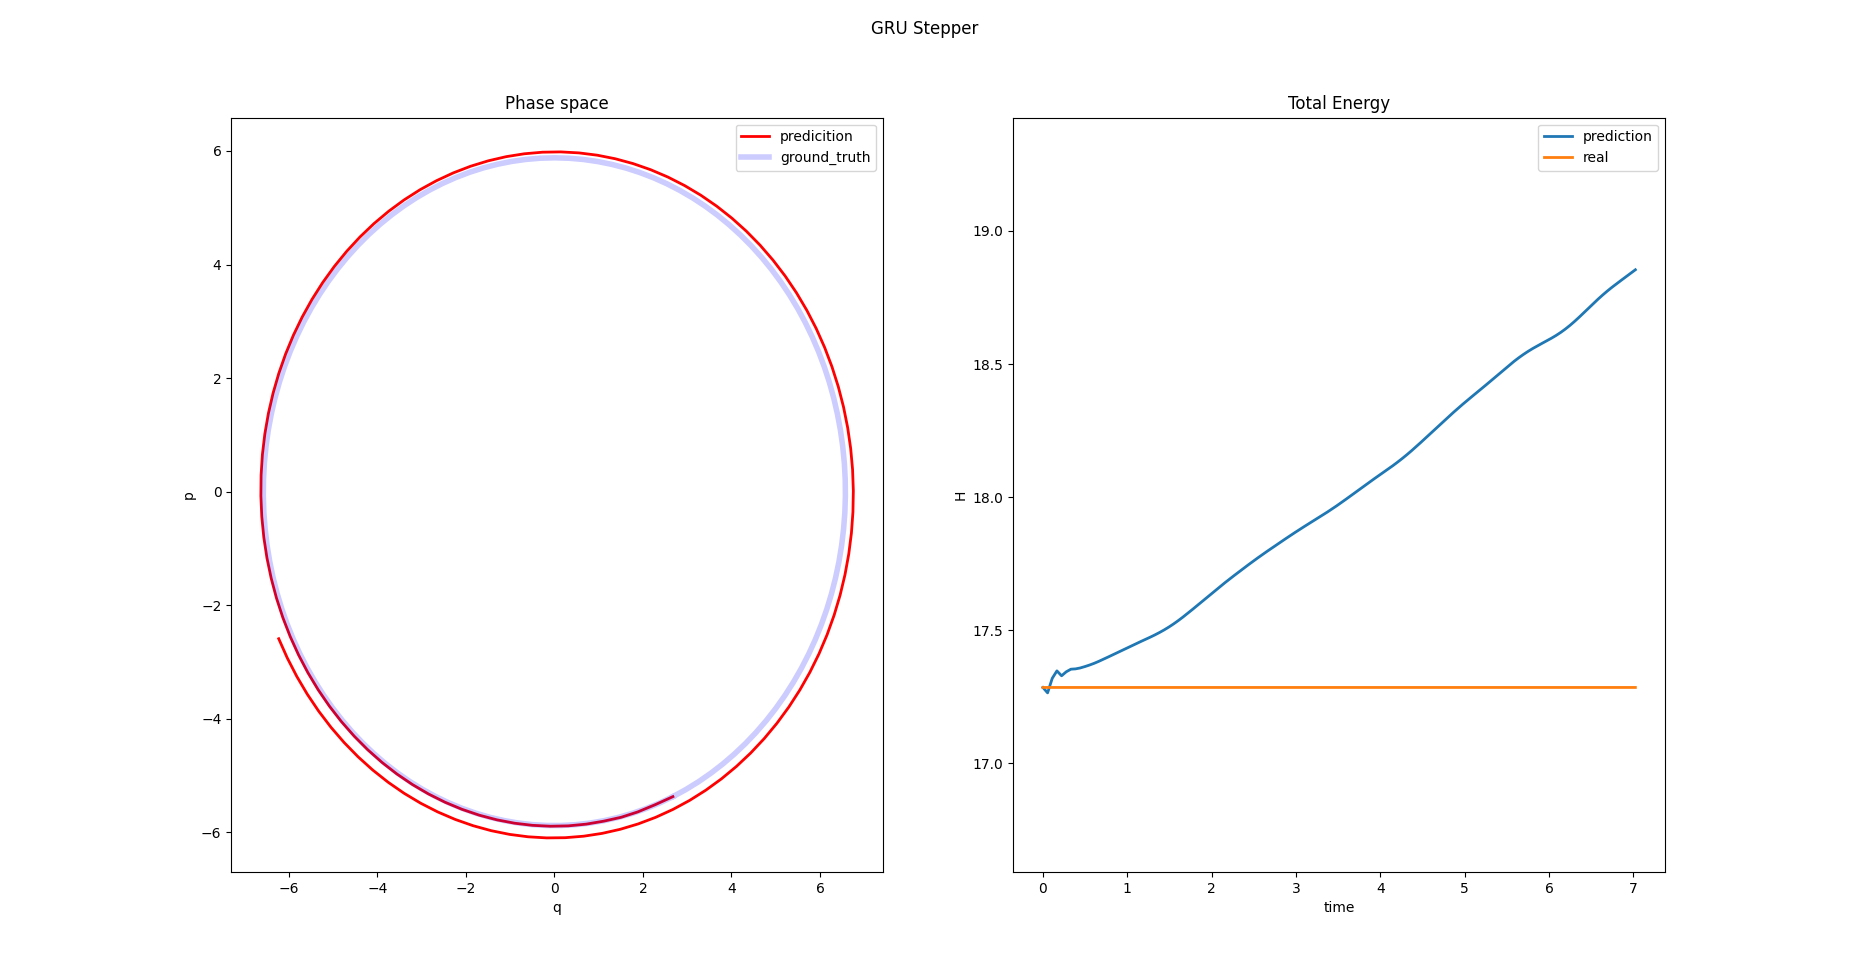 GRU Stepper
Phase space
predicition
ground_truth
6
4
2
0
−2
−4
−6
p
−6 −4 −2 0 2 4 6
q
Total Energy
prediction
real
19.0
18.5
18.0
17.5
17.0
H
0 1 2 3 4 5 6 7
time